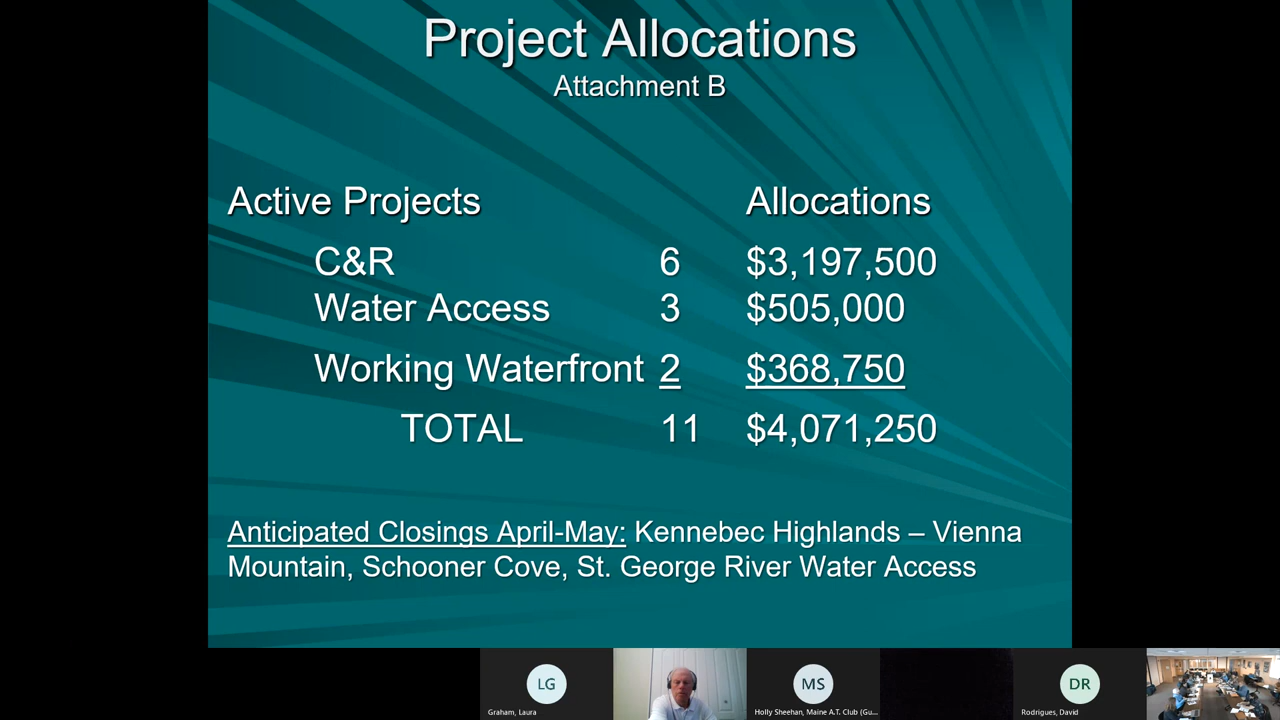 Project Allocations
Attachment B
Active Projects Allocations
C&R 6 $3,197,500
Water Access 3 $505,000
Working Waterfront 2 $368,750
TOTAL 11 $4,071,250
Anticipated Closings April-May: Kennebec Highlands – Vienna
Mountain, Schooner Cove, St. George River Water Access
LG
MS
DR
Graham, Laura
Holly Sheehan, Maine A.T. Club (Gu...
Rodrigues, David